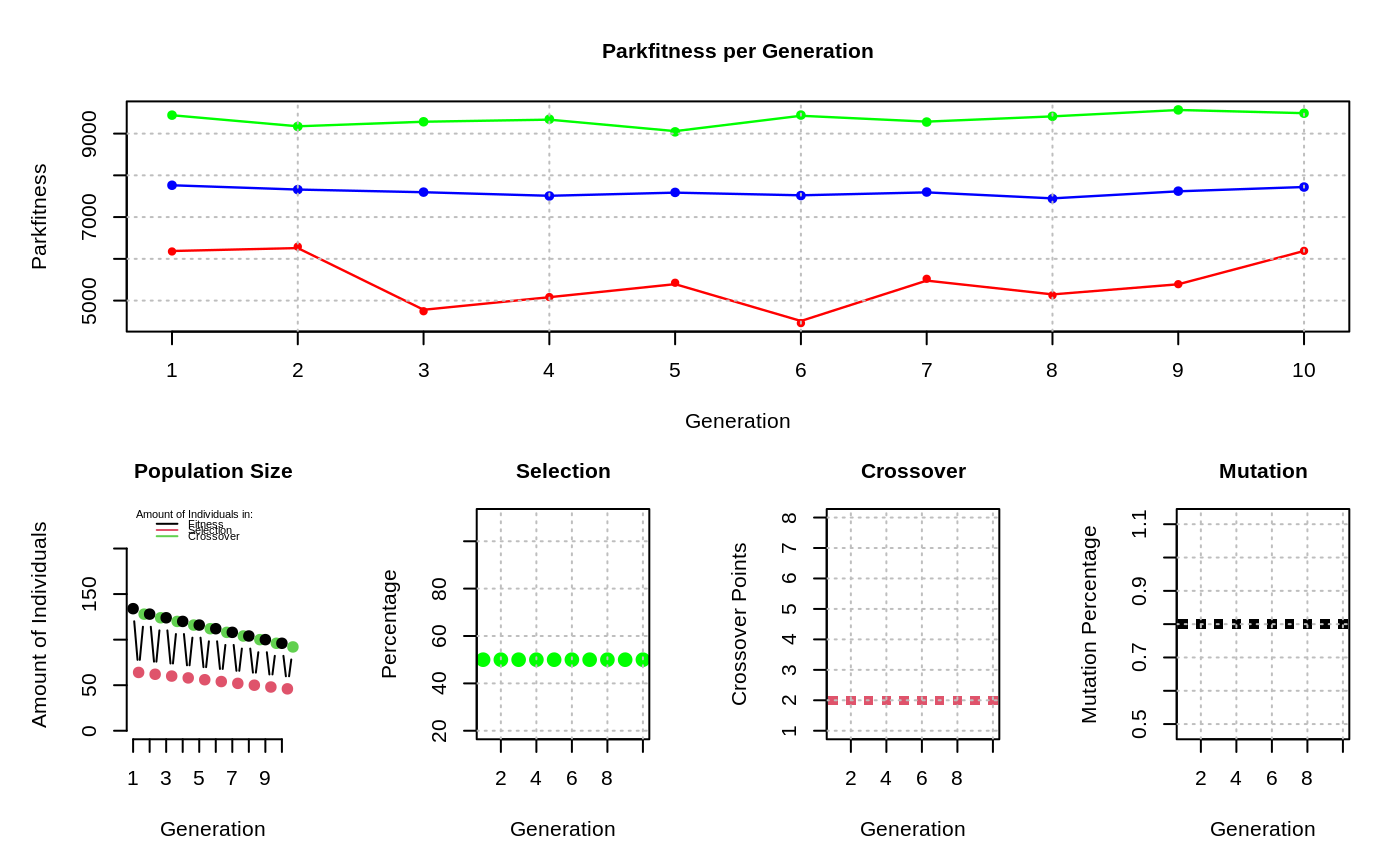 Parkfitness per Generation
Parkfitness
5000 7000 9000
1 2 3 4 5 6 7 8 9 10
Generation
Population Size
Amount of Individuals
0 50 150
Amount of Individuals in:
Fitness
Selection
Crossover
1 3 5 7 9
Generation
Selection
Percentage
20 40 60 80
2 4 6 8
Generation
Crossover
Crossover Points
1 2 3 4 5 6 7 8
2 4 6 8
Generation
Mutation
Mutation Percentage
0.5 0.7 0.9 1.1
2 4 6 8
Generation